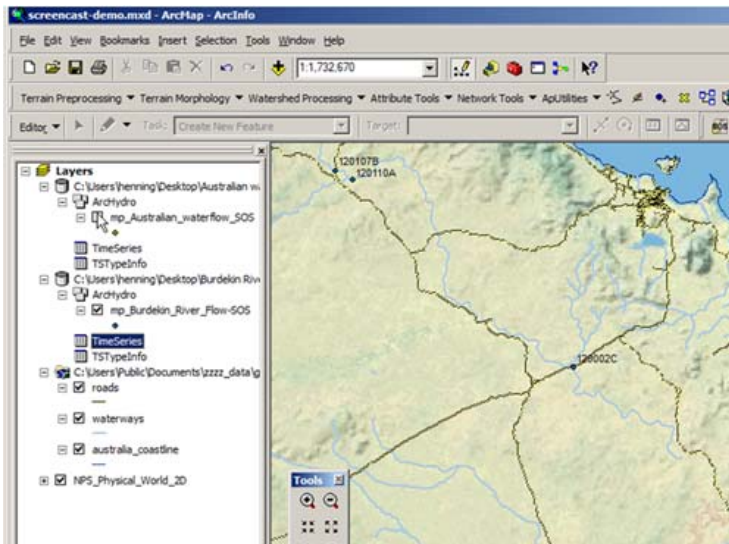 screencast-demo.mxd - ArcMap - ArcInfo
File Edit View Bookmarks Insert Selection Tools Window Help
1:1,732,670
Terrain Preprocessing Terrain Morphology Watershed Processing Attribute Tools Network Tools ApUtilities
Editor Task: Create New Feature Target:
Layers
C:\Users\henning\Desktop\Australian w
ArcHydro
mp_Australian_waterflow_SOS
TimeSeries
TSTypeInfo
C:\Users\henning\Desktop\Burdekin Riv
ArcHydro
mp_Burdekin_River_Flow-SOS
TimeSeries
TSTypeInfo
C:\Users\Public\Documents\zzzz_data\g
roads
waterways
australia_coastline
NPS_Physical_World_2D
120107B
120110A
120002C
Tools